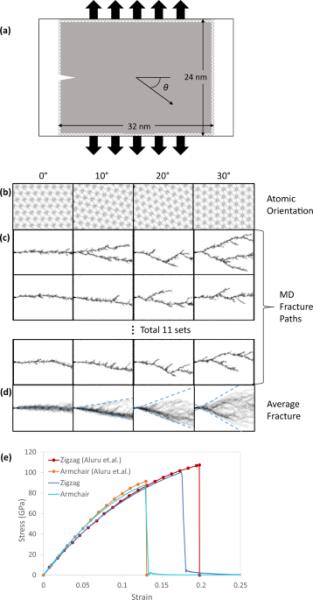 (a)
24 nm
θ
32 nm
0° 10° 20° 30°
(b)
Atomic
Orientation
(c)
MD
Fracture
Paths
⋮ Total 11 sets
(d)
Average
Fracture
(e)
120
100
80
60
40
20
0
Stress (GPa)
Zigzag (Aluru et.al.)
Armchair (Aluru et.al.)
Zigzag
Armchair
0 0.05 0.1 0.15 0.2 0.25
Strain